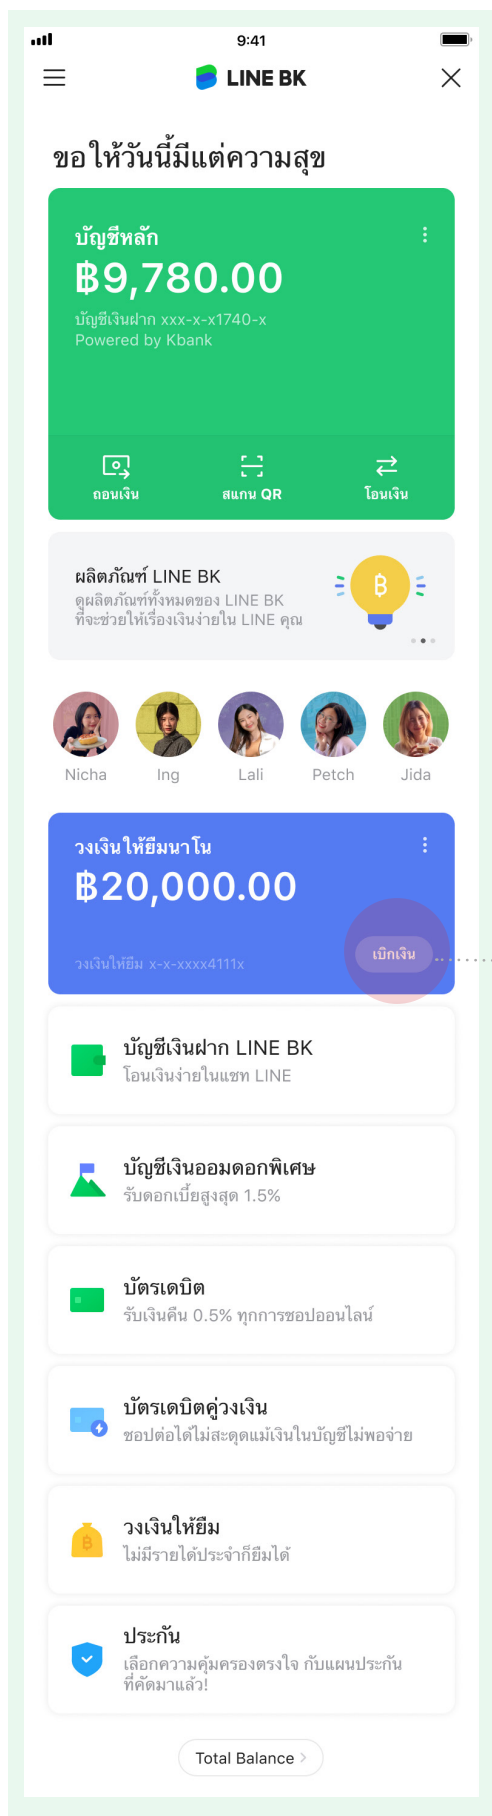 9:41
LINE BK
ขอให้วันนี้มีแต่ความสุข
บัญชีหลัก
฿9,780.00
บัญชีเงินฝาก xxx-x-x1740-x
Powered by Kbank
ถอนเงิน
สแกน QR
โอนเงิน
ผลิตภัณฑ์ LINE BK
ดูผลิตภัณฑ์ทั้งหมดของ LINE BK
ที่จะช่วยให้เรื่องเงินง่ายใน LINE คุณ
฿
Nicha
Ing
Lali
Petch
Jida
วงเงินให้ยืมนาโน
฿20,000.00
วงเงินให้ยืม x-x-xxxx4111x
เบิกเงิน
บัญชีเงินฝาก LINE BK
โอนเงินง่ายในแชท LINE
บัญชีเงินออมดอกพิเศษ
รับดอกเบี้ยสูงสุด 1.5%
บัตรเดบิต
รับเงินคืน 0.5% ทุกการชอปออนไลน์
บัตรเดบิตคู่วงเงิน
ชอปต่อได้ไม่สะดุดแม้เงินในบัญชีไม่พอจ่าย
฿
วงเงินให้ยืม
ไม่มีรายได้ประจำก็ยืมได้
ประกัน
เลือกความคุ้มครองตรงใจ กับแผนประกัน
ที่คัดมาแล้ว!
Total Balance